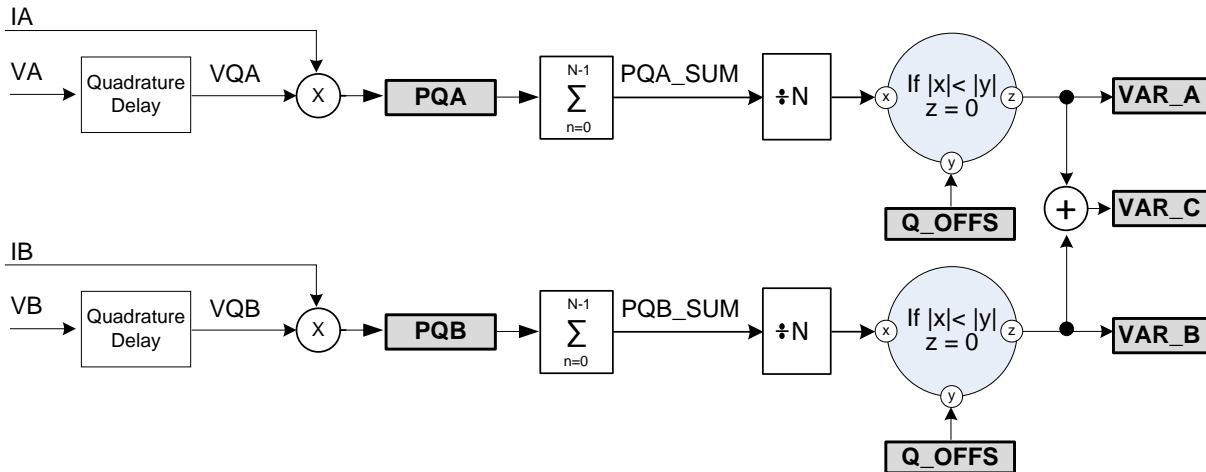 IA
VA
Quadrature
Delay
VQA
X
PQA
N-1
Σ
n=0
PQA_SUM
÷N
x
If |x|< |y|
z = 0
z
y
Q_OFFS
VAR_A
+
VAR_C
IB
VB
Quadrature
Delay
VQB
X
PQB
N-1
Σ
n=0
PQB_SUM
÷N
x
If |x|< |y|
z = 0
z
y
Q_OFFS
VAR_B